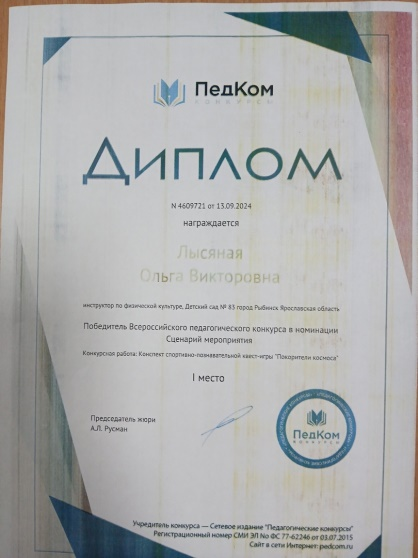 ПедКом
КОНКУРСЫ
Диплом
N 4609721 от 13.09.2024
награждается
Лысяная
Ольга Викторовна
инструктор по физической культуре, Детский сад № 83 город Рыбинск Ярославская область
Победитель Всероссийского педагогического конкурса в номинации
Сценарий мероприятия
Конкурсная работа: Конспект спортивно-познавательной квест-игры "Покорители космоса"
I место
Председатель жюри
А.Л. Русман
ПедКом
КОНКУРСЫ
Учредитель конкурса — Сетевое издание "Педагогические конкурсы"
Регистрационный номер СМИ ЭЛ No ФС 77-62246 от 03.07.2015
Сайт в сети Интернет pedcom.ru